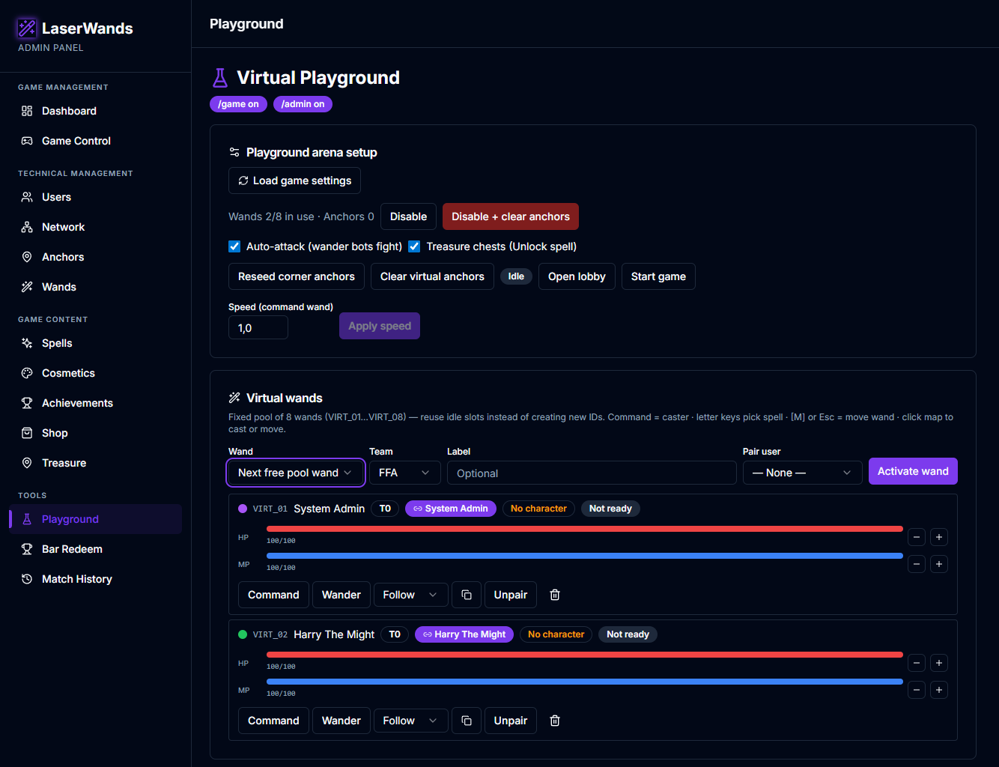 LaserWands
ADMIN PANEL
GAME MANAGEMENT
Dashboard
Game Control
TECHNICAL MANAGEMENT
Users
Network
Anchors
Wands
GAME CONTENT
Spells
Cosmetics
Achievements
Shop
Treasure
TOOLS
Playground
Bar Redeem
Match History
Playground
Virtual Playground
/game on /admin on
Playground arena setup
Load game settings
Wands 2/8 in use · Anchors 0 Disable Disable + clear anchors
Auto-attack (wander bots fight) Treasure chests (Unlock spell)
Reseed corner anchors Clear virtual anchors Idle Open lobby Start game
Speed (command wand)
1,0 Apply speed
Virtual wands
Fixed pool of 8 wands (VIRT_01...VIRT_08) — reuse idle slots instead of creating new IDs. Command = caster · letter keys pick spell · [M] or Esc = move wand · click map to
cast or move.
Wand Team Label Pair user
Next free pool wand FFA Optional — None — Activate wand
VIRT_01 System Admin T0 System Admin No character Not ready
HP
100/100
MP
100/100
Command Wander Follow Unpair
VIRT_02 Harry The Might T0 Harry The Might No character Not ready
HP
100/100
MP
100/100
Command Wander Follow Unpair